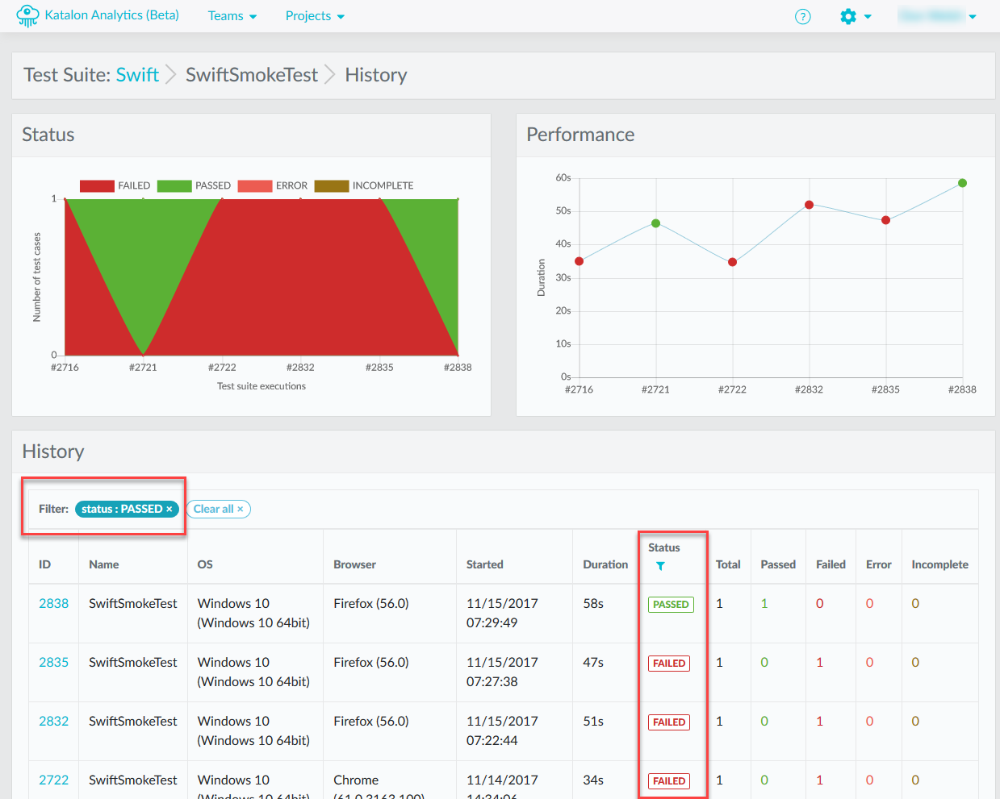 Katalon Analytics (Beta) Teams Projects ?
Test Suite: Swift SwiftSmokeTest History
Status
FAILED PASSED ERROR INCOMPLETE
1
Number of test cases
0
#2716 #2721 #2722 #2832 #2835 #2838
Test suite executions
Performance
60s
50s
40s
30s
20s
10s
0s
Duration
#2716 #2721 #2722 #2832 #2835 #2838
History
Filter: status : PASSED × Clear all ×
ID Name OS Browser Started Duration Status Total Passed Failed Error Incomplete
2838 SwiftSmokeTest Windows 10 Firefox (56.0) 11/15/2017 58s PASSED 1 1 0 0 0
(Windows 10 64bit) 07:29:49
2835 SwiftSmokeTest Windows 10 Firefox (56.0) 11/15/2017 47s FAILED 1 0 1 0 0
(Windows 10 64bit) 07:27:38
2832 SwiftSmokeTest Windows 10 Firefox (56.0) 11/15/2017 51s FAILED 1 0 1 0 0
(Windows 10 64bit) 07:22:44
2722 SwiftSmokeTest Windows 10 Chrome 11/14/2017 34s FAILED 1 0 1 0 0
(Windows 10 64bit) (61.0.3163.100)